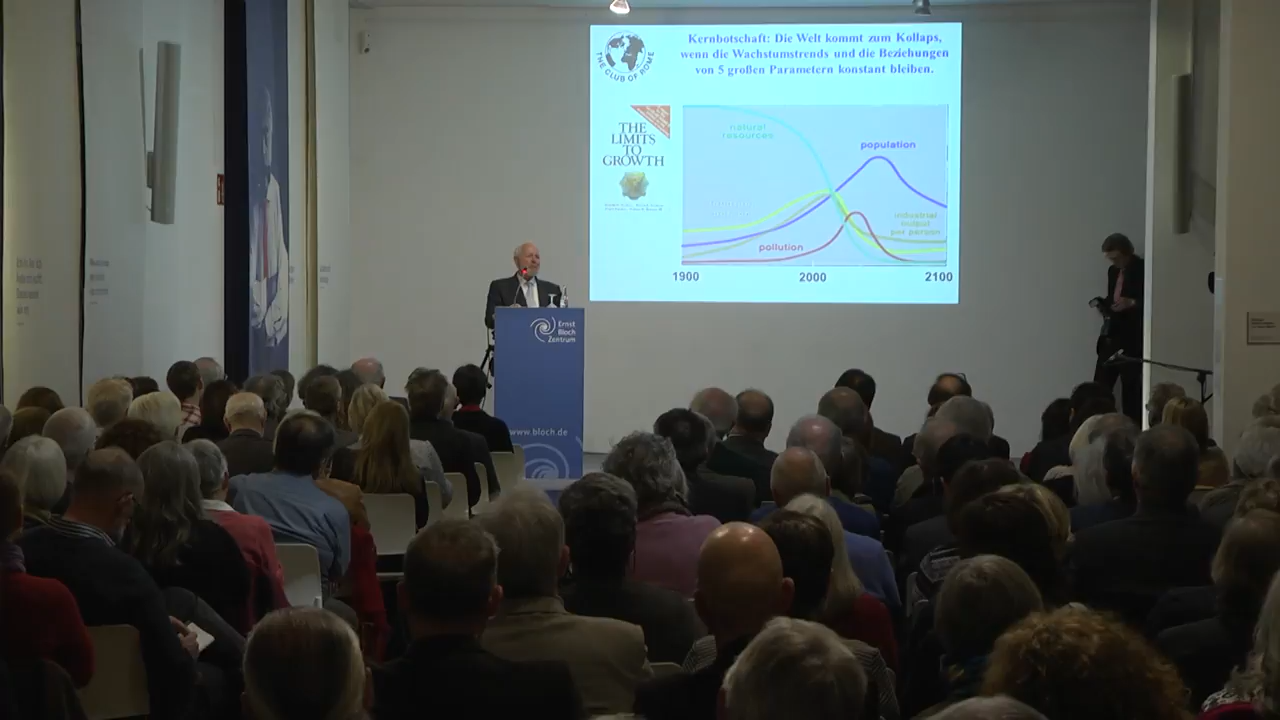 Kernbotschaft: Die Welt kommt zum Kollaps,
wenn die Wachstumstrends und die Beziehungen
von 5 großen Parametern konstant bleiben.
THE CLUB OF ROME
THE
LIMITS
TO
GROWTH
natural
resources
population
industrial
output
per person
pollution
1900
2000
2100
Ernst
Bloch
Zentrum
www.bloch.de